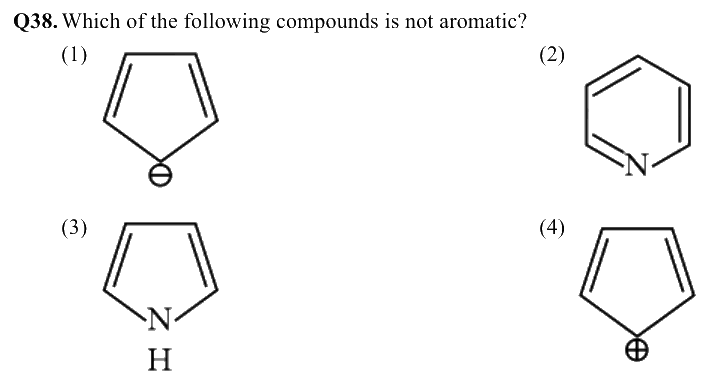 Q38. Which of the following compounds is not aromatic?
(1)
(2)
N
(3)
N
H
(4)